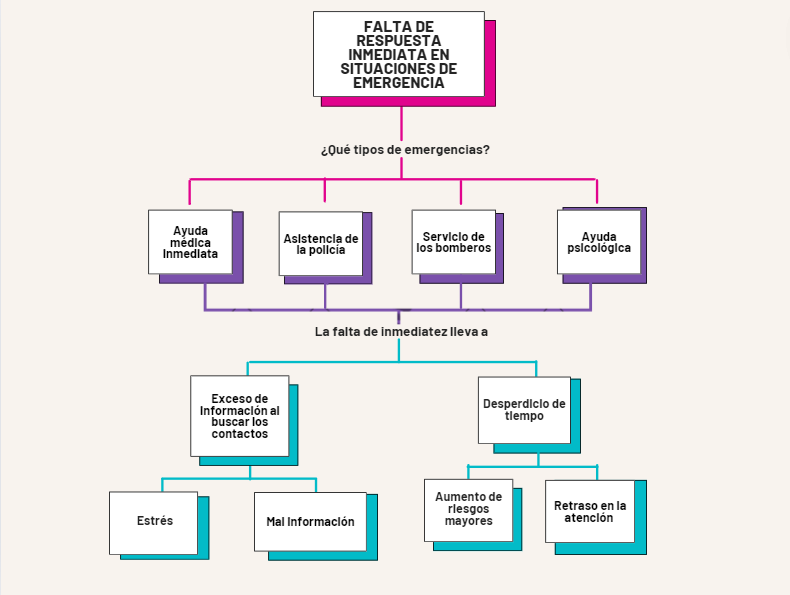 FALTA DE
RESPUESTA
INMEDIATA EN
SITUACIONES DE
EMERGENCIA
¿Qué tipos de emergencias?
Ayuda
médica
Inmediata
Asistencia de
la policía
Servicio de
los bomberos
Ayuda
psicológica
La falta de inmediatez lleva a
Exceso de
Información al
buscar los
contactos
Desperdicio de
tiempo
Estrés
Mal Información
Aumento de
riesgos
mayores
Retraso en la
atención